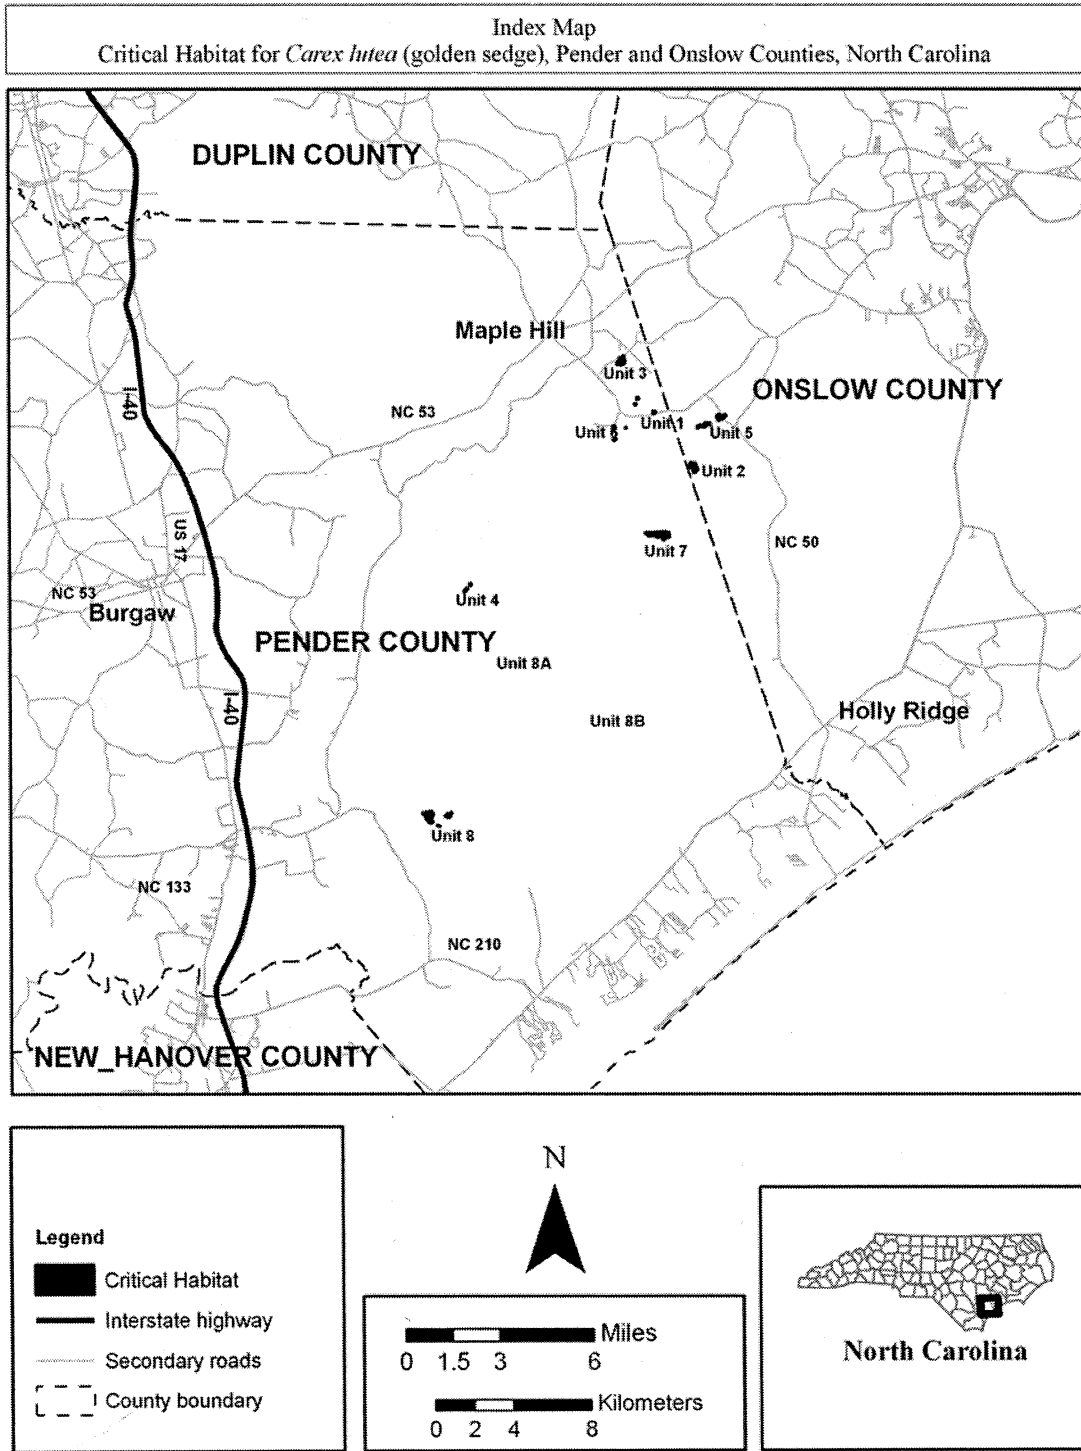 Index Map
Critical Habitat for Carex lutea (golden sedge), Pender and Onslow Counties, North Carolina
DUPLIN COUNTY
Maple Hill
Unit 3
ONSLOW COUNTY
I-40
NC 53
Unit 1
Unit 6
Unit 5
Unit 2
US 17
NC 50
Unit 7
NC 53
Burgaw
Unit 4
PENDER COUNTY
Unit 8A
I-40
Unit 8B
Holly Ridge
Unit 8
NC 133
NC 210
NEW_HANOVER COUNTY
N
Legend
Critical Habitat
Interstate highway
Secondary roads
County boundary
Miles
0 1.5 3 6
Kilometers
0 2 4 8
North Carolina